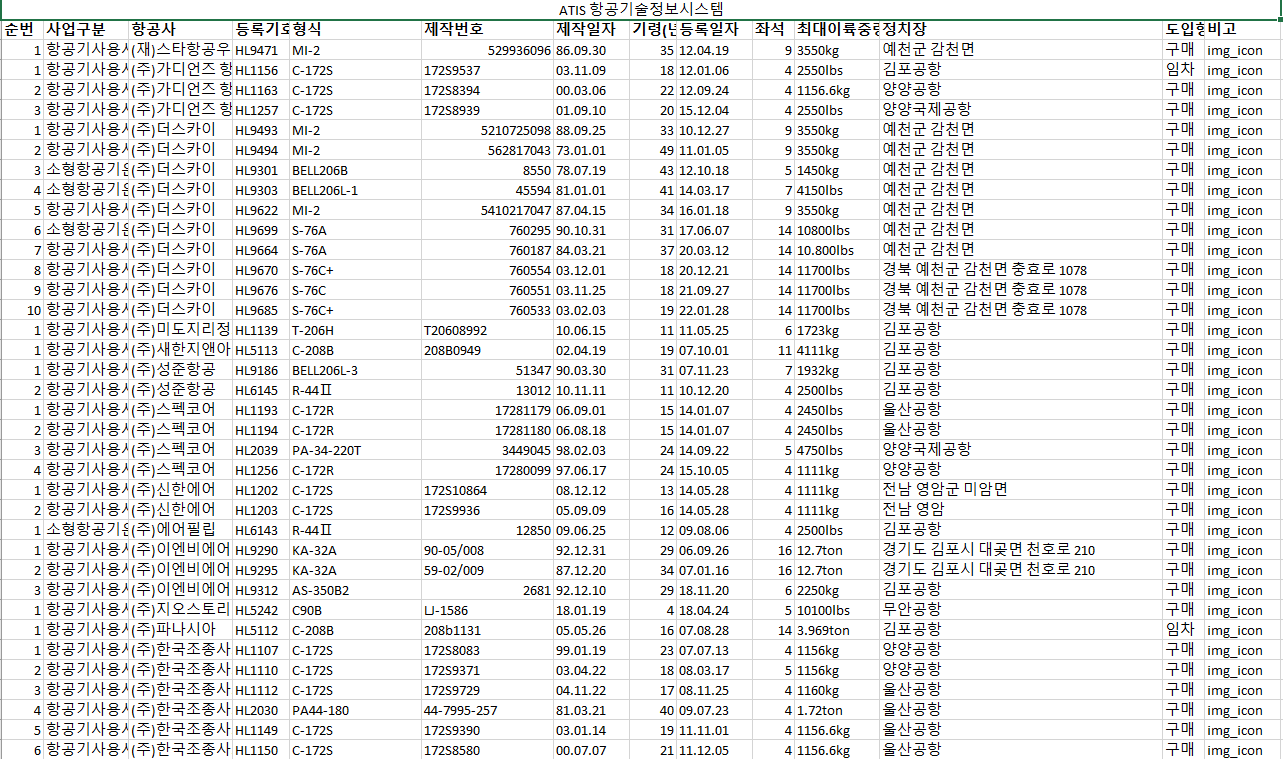 ATIS 항공기술정보시스템
순번 사업구분 항공사 등록기호 형식 제작번호 제작일자 기령(년 등록일자 좌석 최대이륙중량 정치장 도입형 비고
1 항공기사용사 (재)스타항공우 HL9471 MI-2 529936096 86.09.30 35 12.04.19 9 3550kg 예천군 감천면 구매 img_icon
1 항공기사용사 (주)가디언즈 항 HL1156 C-172S 172S9537 03.11.09 18 12.01.06 4 2550lbs 김포공항 임차 img_icon
2 항공기사용사 (주)가디언즈 항 HL1163 C-172S 172S8394 00.03.06 22 12.09.24 4 1156.6kg 양양공항 구매 img_icon
3 항공기사용사 (주)가디언즈 항 HL1257 C-172S 172S8939 01.09.10 20 15.12.04 4 2550lbs 양양국제공항 구매 img_icon
1 항공기사용사 (주)더스카이 HL9493 MI-2 5210725098 88.09.25 33 10.12.27 9 3550kg 예천군 감천면 구매 img_icon
2 항공기사용사 (주)더스카이 HL9494 MI-2 562817043 73.01.01 49 11.01.05 9 3550kg 예천군 감천면 구매 img_icon
3 소형항공기운 (주)더스카이 HL9301 BELL206B 8550 78.07.19 43 12.10.18 5 1450kg 예천군 감천면 구매 img_icon
4 소형항공기운 (주)더스카이 HL9303 BELL206L-1 45594 81.01.01 41 14.03.17 7 4150lbs 예천군 감천면 구매 img_icon
5 항공기사용사 (주)더스카이 HL9622 MI-2 5410217047 87.04.15 34 16.01.18 9 3550kg 예천군 감천면 구매 img_icon
6 소형항공기운 (주)더스카이 HL9699 S-76A 760295 90.10.31 31 17.06.07 14 10800lbs 예천군 감천면 구매 img_icon
7 항공기사용사 (주)더스카이 HL9664 S-76A 760187 84.03.21 37 20.03.12 14 10.800lbs 예천군 감천면 구매 img_icon
8 항공기사용사 (주)더스카이 HL9670 S-76C+ 760554 03.12.01 18 20.12.21 14 11700lbs 경북 예천군 감천면 충효로 1078 구매 img_icon
9 항공기사용사 (주)더스카이 HL9676 S-76C 760551 03.11.25 18 21.09.27 14 11700lbs 경북 예천군 감천면 충효로 1078 구매 img_icon
10 항공기사용사 (주)더스카이 HL9685 S-76C+ 760533 03.02.03 19 22.01.28 14 11700lbs 경북 예천군 감천면 충효로 1078 구매 img_icon
1 항공기사용사 (주)미도지리정 HL1139 T-206H T20608992 10.06.15 11 11.05.25 6 1723kg 김포공항 구매 img_icon
1 항공기사용사 (주)새한지앤아 HL5113 C-208B 208B0949 02.04.19 19 07.10.01 11 4111kg 김포공항 구매 img_icon
1 항공기사용사 (주)성준항공 HL9186 BELL206L-3 51347 90.03.30 31 07.11.23 7 1932kg 김포공항 구매 img_icon
2 항공기사용사 (주)성준항공 HL6145 R-44Ⅱ 13012 10.11.11 11 10.12.20 4 2500lbs 김포공항 구매 img_icon
1 항공기사용사 (주)스펙코어 HL1193 C-172R 17281179 06.09.01 15 14.01.07 4 2450lbs 울산공항 구매 img_icon
2 항공기사용사 (주)스펙코어 HL1194 C-172R 17281180 06.08.18 15 14.01.07 4 2450lbs 울산공항 구매 img_icon
3 항공기사용사 (주)스펙코어 HL2039 PA-34-220T 3449045 98.02.03 24 14.09.22 5 4750lbs 양양국제공항 구매 img_icon
4 항공기사용사 (주)스펙코어 HL1256 C-172R 17280099 97.06.17 24 15.10.05 4 1111kg 양양공항 구매 img_icon
1 항공기사용사 (주)신한에어 HL1202 C-172S 172S10864 08.12.12 13 14.05.28 4 1111kg 전남 영암군 미암면 구매 img_icon
2 항공기사용사 (주)신한에어 HL1203 C-172S 172S9936 05.09.09 16 14.05.28 4 1111kg 전남 영암 구매 img_icon
1 소형항공기운 (주)에어필립 HL6143 R-44Ⅱ 12850 09.06.25 12 09.08.06 4 2500lbs 김포공항 구매 img_icon
1 항공기사용사 (주)이엔비에어 HL9290 KA-32A 90-05/008 92.12.31 29 06.09.26 16 12.7ton 경기도 김포시 대곶면 천호로 210 구매 img_icon
2 항공기사용사 (주)이엔비에어 HL9295 KA-32A 59-02/009 87.12.20 34 07.01.16 16 12.7ton 경기도 김포시 대곶면 천호로 210 구매 img_icon
3 항공기사용사 (주)이엔비에어 HL9312 AS-350B2 2681 92.12.10 29 18.11.20 6 2250kg 김포공항 구매 img_icon
1 항공기사용사 (주)지오스토리 HL5242 C90B LJ-1586 18.01.19 4 18.04.24 5 10100lbs 무안공항 구매 img_icon
1 항공기사용사 (주)파나시아 HL5112 C-208B 208b1131 05.05.26 16 07.08.28 14 3.969ton 김포공항 임차 img_icon
1 항공기사용사 (주)한국조종사 HL1107 C-172S 172S8083 99.01.19 23 07.07.13 4 1156kg 양양공항 구매 img_icon
2 항공기사용사 (주)한국조종사 HL1110 C-172S 172S9371 03.04.22 18 08.03.17 5 1156kg 양양공항 구매 img_icon
3 항공기사용사 (주)한국조종사 HL1112 C-172S 172S9729 04.11.22 17 08.11.25 4 1160kg 울산공항 구매 img_icon
4 항공기사용사 (주)한국조종사 HL2030 PA44-180 44-7995-257 81.03.21 40 09.07.23 4 1.72ton 울산공항 구매 img_icon
5 항공기사용사 (주)한국조종사 HL1149 C-172S 172S9390 03.01.14 19 11.11.01 4 1156.6kg 울산공항 구매 img_icon
6 항공기사용사 (주)한국조종사 HL1150 C-172S 172S8580 00.07.07 21 11.12.05 4 1156.6kg 울산공항 구매 img_icon